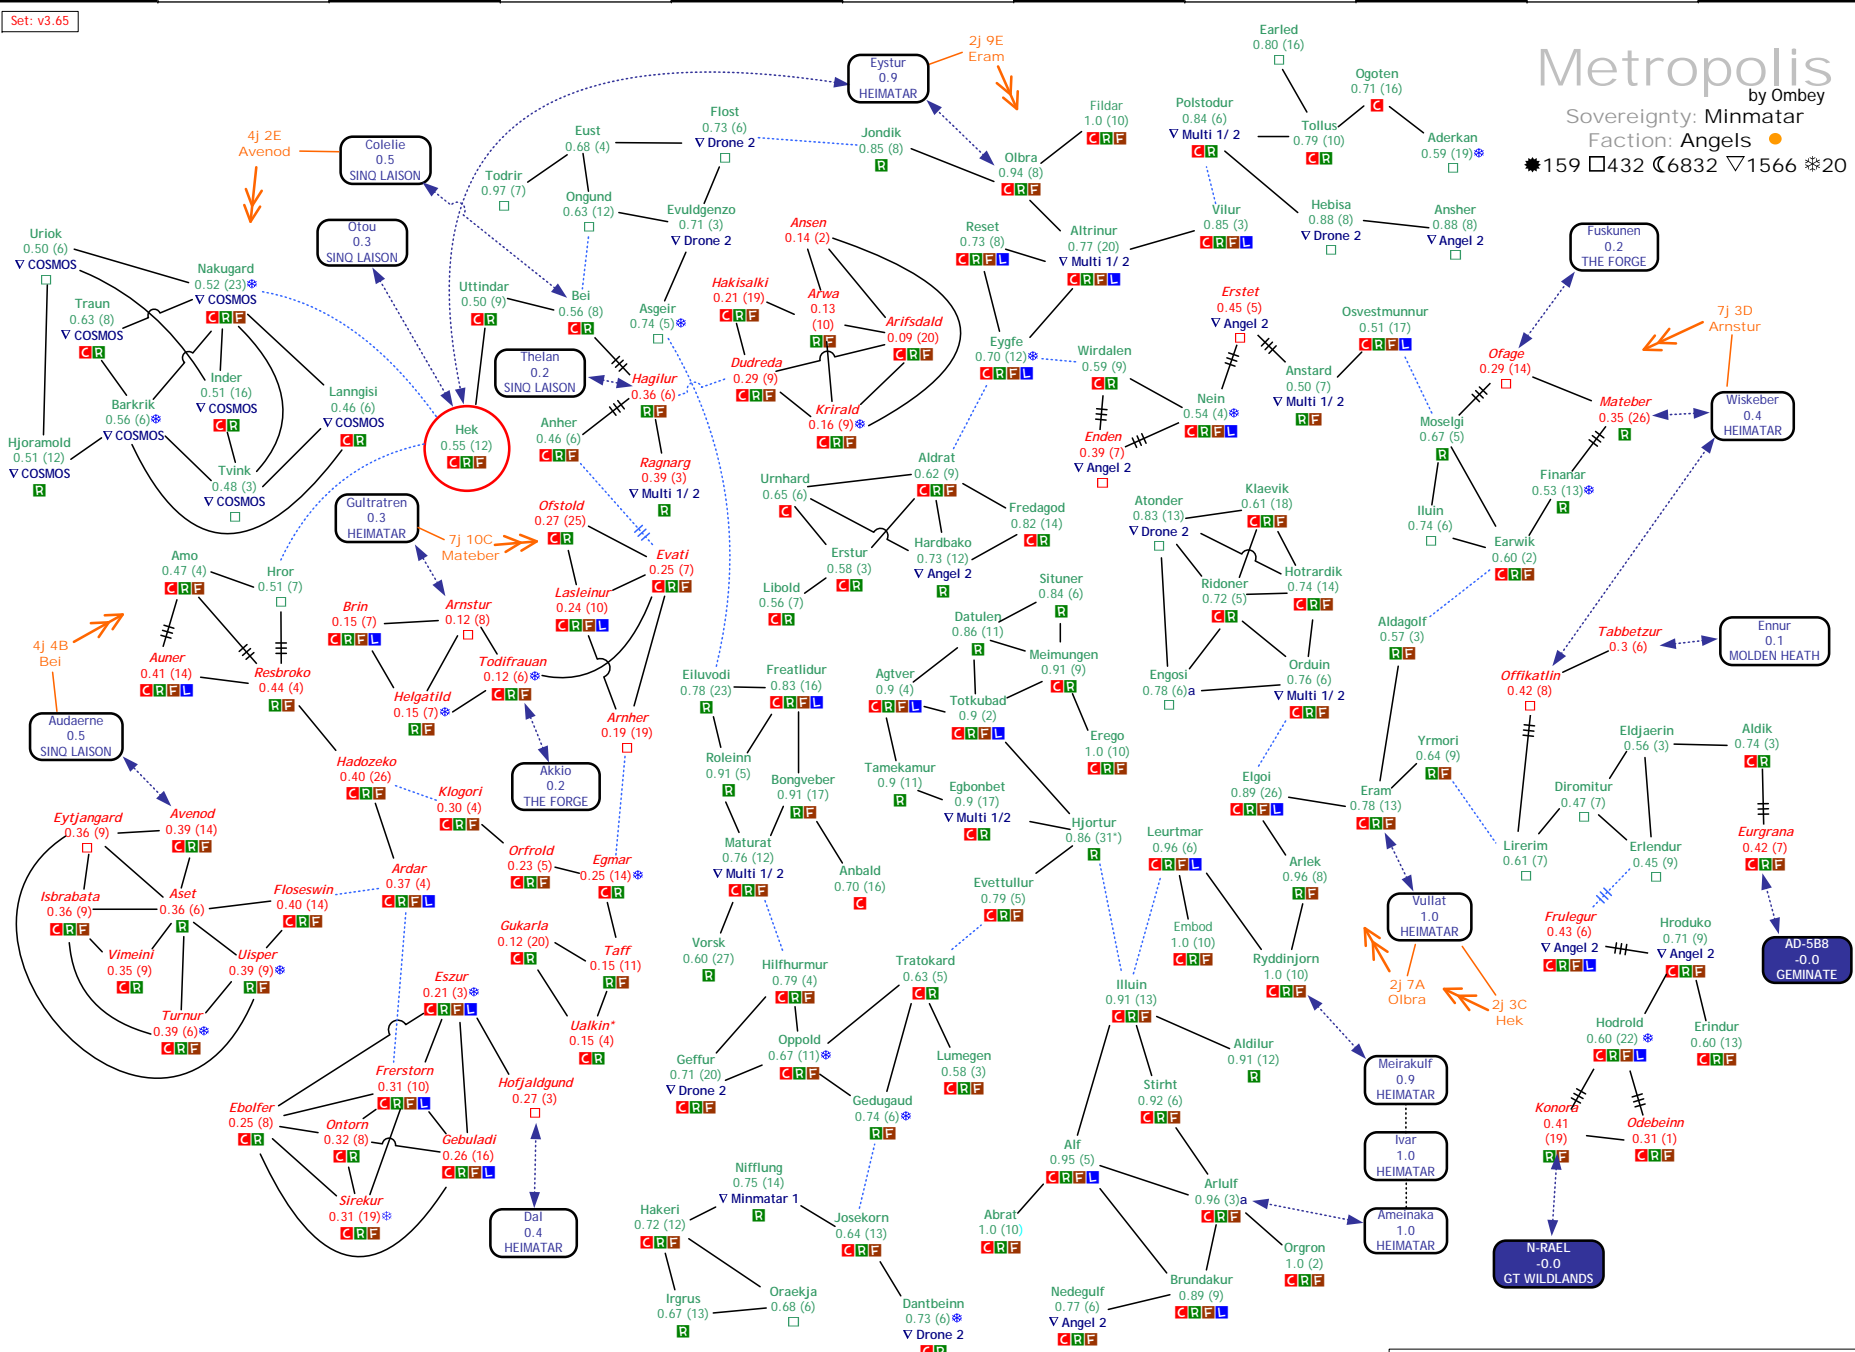 Set: v3.65
Metropolis
by Ombey
Sovereignty: Minmatar
Faction: Angels
159 432 6832 1566 20
4j 2E
Avenod
Colelie
0.5
SINQ LAISON
Otou
0.3
SINQ LAISON
Eystur
0.9
HEIMATAR
2j 9E
Eram
Earled
0.80 (16)
Ogoten
0.71 (16)
C
Polstodur
0.84 (6)
∇ Multi 1/ 2
C R
Tollus
0.79 (10)
C R
Aderkan
0.59 (19)
Fildar
1.0 (10)
C R F
Flost
0.73 (6)
∇ Drone 2
Jondik
0.85 (8)
R
Olbra
0.94 (8)
C R F
Eust
0.68 (4)
Todrir
0.97 (7)
Ongund
0.63 (12)
Evuldgenzo
0.71 (3)
∇ Drone 2
Ansen
0.14 (2)
Reset
0.73 (8)
C R F L
Altrinur
0.77 (20)
∇ Multi 1/ 2
C R F L
Vilur
0.85 (3)
C R F L
Hebisa
0.88 (8)
∇ Drone 2
Ansher
0.88 (8)
∇ Angel 2
Fuskunen
0.2
THE FORGE
Uriok
0.50 (6)
∇ COSMOS
Nakugard
0.52 (23)
∇ COSMOS
C R F
Traun
0.63 (8)
∇ COSMOS
C R
Uttindar
0.50 (9)
C R
Bei
0.56 (8)
C R
Asgeir
0.74 (5)
Hakisalki
0.21 (19)
C R F
Arwa
0.13
(10)
R F
Arifsdald
0.09 (20)
C R F
Erstet
0.45 (5)
∇ Angel 2
Osvestmunnur
0.51 (17)
C R F L
7j 3D
Arnstur
Thelan
0.2
SINQ LAISON
Hagilur
0.36 (6)
R F
Dudreda
0.29 (9)
C R F
Eygfe
0.70 (12)
C R F L
Wirdalen
0.59 (9)
C R
Anstard
0.50 (7)
∇ Multi 1/ 2
R F
Ofage
0.29 (14)
Inder
0.51 (16)
∇ COSMOS
C R
Lanngisi
0.46 (6)
∇ COSMOS
C R
Barkrik
0.56 (6)
∇ COSMOS
Hjoramold
0.51 (12)
∇ COSMOS
R
Tvink
0.48 (3)
∇ COSMOS
Hek
0.55 (12)
C R F
Anher
0.46 (6)
C R F
Krirald
0.16 (9)
C R F
Nein
0.54 (4)
C R F L
Enden
0.39 (7)
∇ Angel 2
Moselgi
0.67 (5)
R
Mateber
0.35 (26)
R
Wiskeber
0.4
HEIMATAR
Ragnarg
0.39 (3)
∇ Multi 1/ 2
R
Finanar
0.53 (13)
R
Gultratren
0.3
HEIMATAR
7j 10C
Mateber
Ofstold
0.27 (25)
C R
Urnhard
0.65 (6)
C
Aldrat
0.62 (9)
C R F
Fredagod
0.82 (14)
C R
Atonder
0.83 (13)
∇ Drone 2
Klaevik
0.61 (18)
C R F
Iluin
0.74 (6)
Earwik
0.60 (2)
C R F
Amo
0.47 (4)
C R F
Hror
0.51 (7)
Evati
0.25 (7)
C R F
Erstur
0.58 (3)
C R
Hardbako
0.73 (12)
∇ Angel 2
R
Libold
0.56 (7)
C R
Situner
0.84 (6)
R
Ridoner
0.72 (5)
C R
Hotrardik
0.74 (14)
C R F
Brin
0.15 (7)
C R F L
Arnstur
0.12 (8)
Lasleinur
0.24 (10)
C R F L
Datulen
0.86 (11)
R
Aldagolf
0.57 (3)
R F
Tabbetzur
0.3 (6)
Ennur
0.1
MOLDEN HEATH
4j 4B
Bei
Auner
0.41 (14)
C R F L
Resbroko
0.44 (4)
R F
Todifrauan
0.12 (6)
C R F
Helgatild
0.15 (7)
R F
Eiluvodi
0.78 (23)
R
Freatlidur
0.83 (16)
C R F L
Agtver
0.9 (4)
C R F L
Meimungen
0.91 (9)
C R
Totkubad
0.9 (2)
C R F L
Engosi
0.78 (6)a
Orduin
0.76 (6)
∇ Multi 1/ 2
C R F
Offikatlin
0.42 (8)
Audaerne
0.5
SINQ LAISON
Arnher
0.19 (19)
Erego
1.0 (10)
C R F
Yrmori
0.64 (9)
R F
Eldjaerin
0.56 (3)
Aldik
0.74 (3)
C R
Hadozeko
0.40 (26)
C R F
Akkio
0.2
THE FORGE
Roleinn
0.91 (5)
R
Bongveber
0.91 (17)
R F
Tamekamur
0.9 (11)
R
Egbonbet
0.9 (17)
∇ Multi 1/2
C R
Elgoi
0.89 (26)
C R F L
Eram
0.78 (13)
C R F
Diromitur
0.47 (7)
Klogori
0.30 (4)
C R F
Eytjangard
0.36 (9)
Avenod
0.39 (14)
C R F
Hjortur
0.86 (31*)
R
Leurtmar
0.96 (6)
C R F L
Eurgrana
0.42 (7)
C R F
Orfrold
0.23 (5)
C R F
Egmar
0.25 (14)
C R
Maturat
0.76 (12)
∇ Multi 1/ 2
C R F
Anbald
0.70 (16)
C
Arlek
0.96 (8)
R F
Lirerim
0.61 (7)
Erlendur
0.45 (9)
Ardar
0.37 (4)
C R F L
Isbrabata
0.36 (9)
C R F
Aset
0.36 (6)
R
Floseswin
0.40 (14)
C R F
Evettullur
0.79 (5)
C R F
Vullat
1.0
HEIMATAR
Frulegur
0.43 (6)
∇ Angel 2
C R F L
Hroduko
0.71 (9)
∇ Angel 2
C R F
AD-5B8
-0.0
GEMINATE
Gukarla
0.12 (20)
C R
Embod
1.0 (10)
C R F
Vimeini
0.35 (9)
C R
Uisper
0.39 (9)
R F
Taff
0.15 (11)
R F
Vorsk
0.60 (27)
R
Hilfhurmur
0.79 (4)
C R F
Tratokard
0.63 (5)
C R
Ryddinjorn
1.0 (10)
C R F
2j 7A
Olbra
2j 3C
Hek
Eszur
0.21 (3)
C R F L
Illuin
0.91 (13)
C R F
Turnur
0.39 (6)
C R F
Ualkin*
0.15 (4)
C R
Hodrold
0.60 (22)
C R F L
Erindur
0.60 (13)
C R F
Oppold
0.67 (11)
C R F
Geffur
0.71 (20)
∇ Drone 2
C R F
Lumegen
0.58 (3)
C R F
Aldilur
0.91 (12)
R
Meirakulf
0.9
HEIMATAR
Frerstorn
0.31 (10)
C R F L
Hofjaldgund
0.27 (3)
Stirht
0.92 (6)
C R F
Gedugaud
0.74 (6)
R F
Ebolfer
0.25 (8)
C R
Ontorn
0.32 (8)
C R
Gebuladi
0.26 (16)
C R F L
Konora
0.41
(19)
R F
Odebeinn
0.31 (1)
C R F
Ivar
1.0
HEIMATAR
Alf
0.95 (5)
C R F L
Nifflung
0.75 (14)
∇ Minmatar 1
R
Arlulf
0.96 (3)a
C R F
Sirekur
0.31 (19)
C R F
Dal
0.4
HEIMATAR
Hakeri
0.72 (12)
C R F
Josekorn
0.64 (13)
C R F
Abrat
1.0 (10)
C R F
Ameinaka
1.0
HEIMATAR
Orgron
1.0 (2)
C R F
N-RAEL
-0.0
GT WILDLANDS
Irgrus
0.67 (13)
R
Oraekja
0.68 (6)
Dantbeinn
0.73 (6)
∇ Drone 2
C R
Nedegulf
0.77 (6)
∇ Angel 2
C R F
Brundakur
0.89 (9)
C R F L